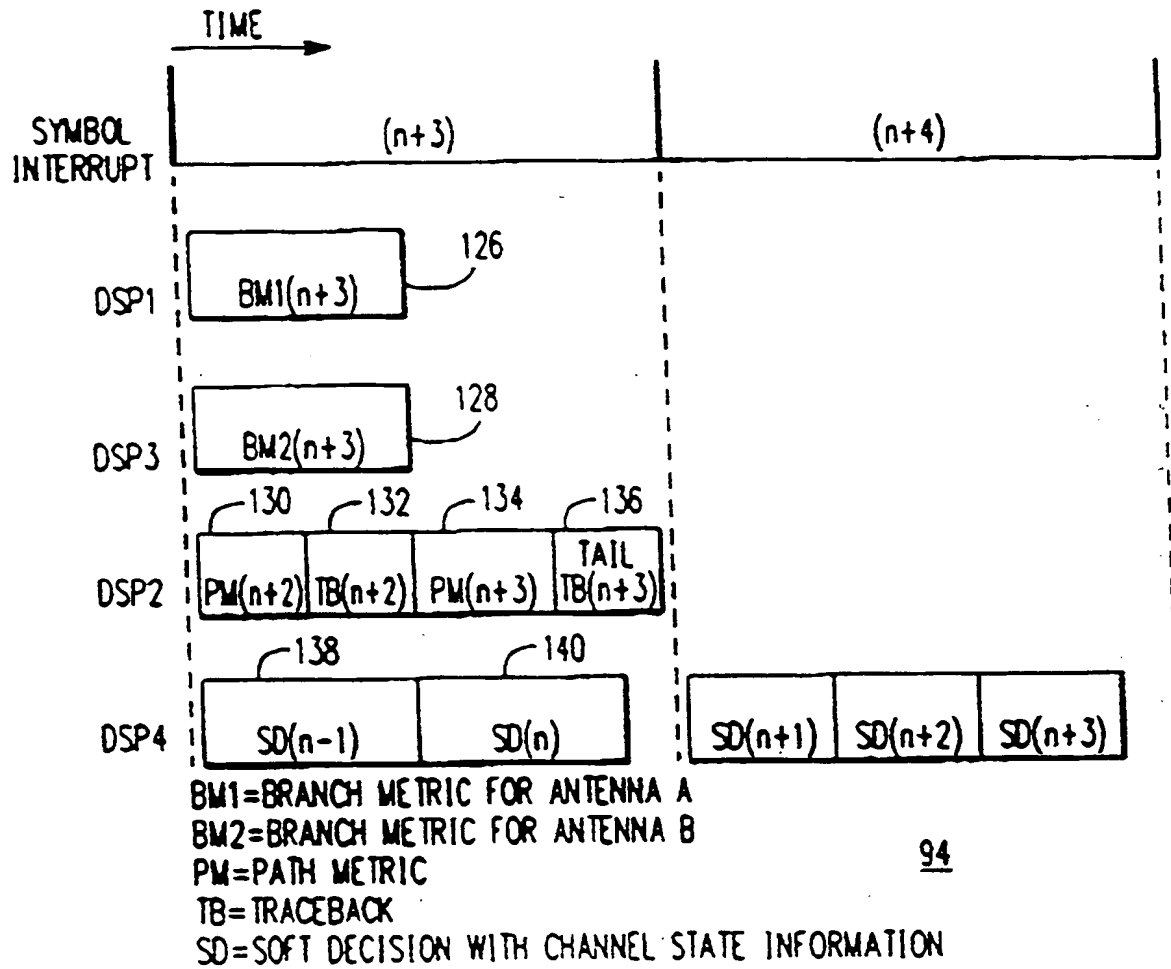 TIME
SYMBOL INTERRUPT
(n+3)
(n+4)
DSP1
BM1(n+3)
126
DSP3
BM2(n+3)
128
130
132
134
136
DSP2
PM(n+2)
TB(n+2)
PM(n+3)
TAIL
TB(n+3)
138
140
DSP4
SD(n-1)
SD(n)
SD(n+1)
SD(n+2)
SD(n+3)
BM1=BRANCH METRIC FOR ANTENNA A
BM2=BRANCH METRIC FOR ANTENNA B
PM=PATH METRIC
TB=TRACEBACK
SD=SOFT DECISION WITH CHANNEL STATE INFORMATION
94